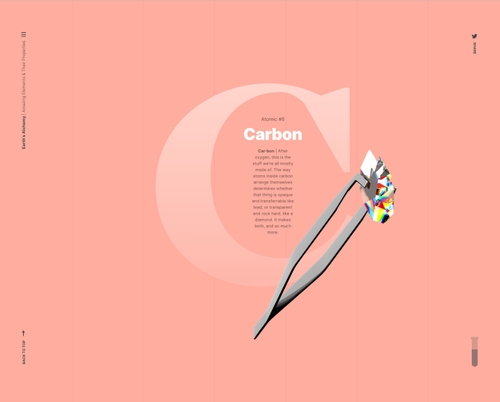 Earth's Alchemy | Amazing Elements & Their Properties
SHARE
C
Atomic #6
Carbon
Car·bon | After
oxygen, this is the
stuff we're all mostly
made of. The way
atoms inside carbon
arrange themselves
determines whether
that thing is opaque
and transferrable like
lead, or transparent
and rock hard, like a
diamond. It makes
both, and so much
more.
BACK TO TOP